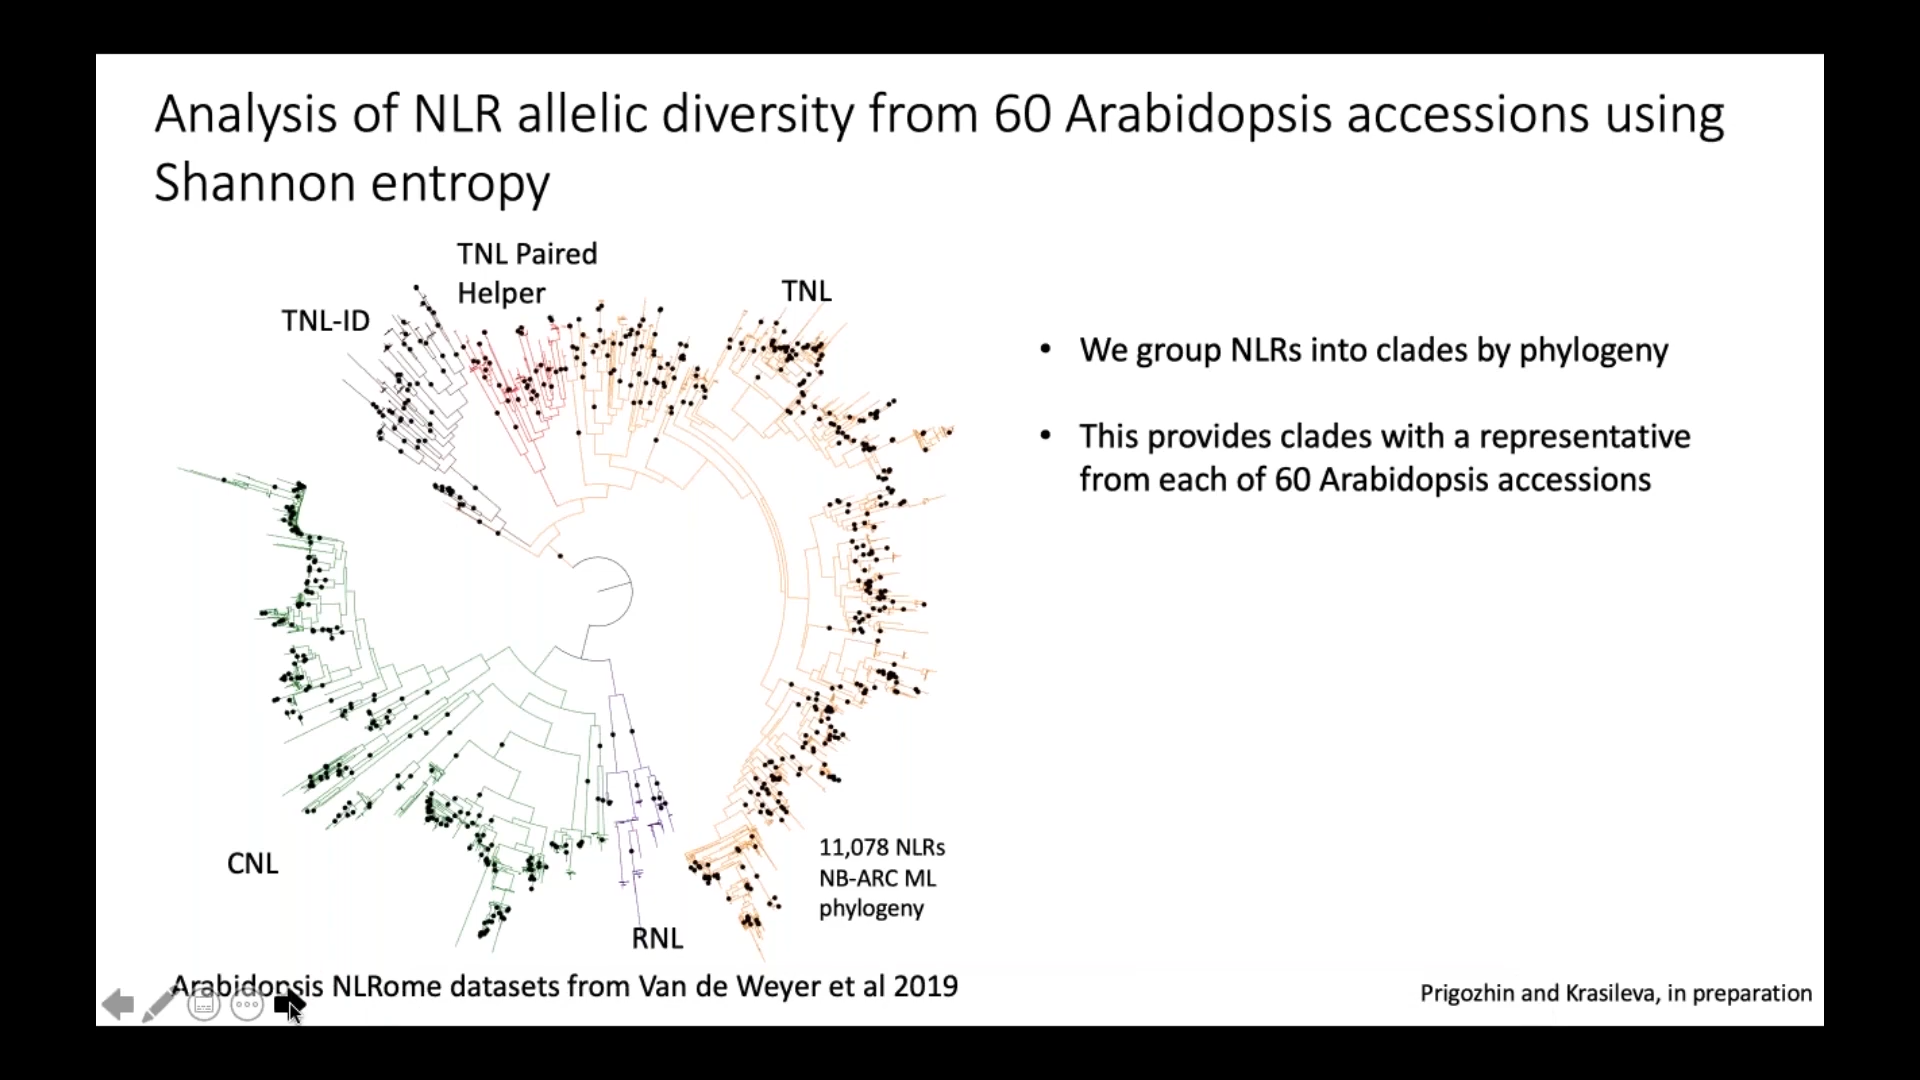 Analysis of NLR allelic diversity from 60 Arabidopsis accessions using
Shannon entropy
TNL Paired
Helper
TNL-ID
TNL
• We group NLRs into clades by phylogeny
• This provides clades with a representative
from each of 60 Arabidopsis accessions
CNL
RNL
11,078 NLRs
NB-ARC ML
phylogeny
Arabidopsis NLRome datasets from Van de Weyer et al 2019
Prigozhin and Krasileva, in preparation